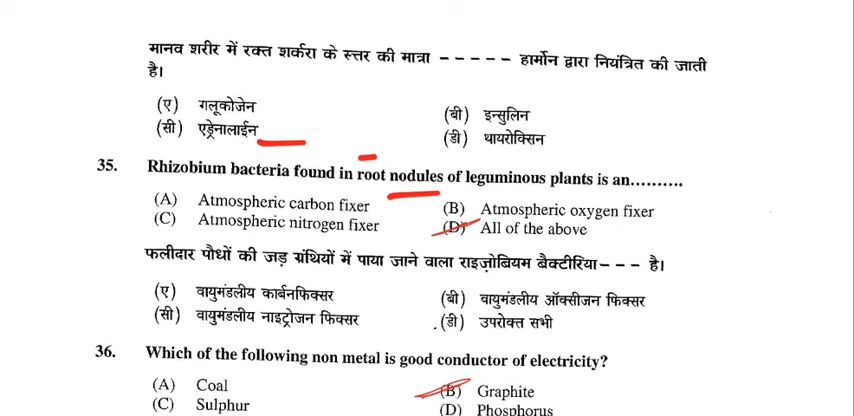 मानव शरीर में रक्त शर्करा के स्तर की मात्रा ----- हार्मोन द्वारा नियंत्रित की जाती
है।
(ए) गलूकोजेन (बी) इन्सुलिन
(सी) एड्रेनालाईन (डी) थायरोक्सिन
35. Rhizobium bacteria found in root nodules of leguminous plants is an..........
(A) Atmospheric carbon fixer (B) Atmospheric oxygen fixer
(C) Atmospheric nitrogen fixer (D) All of the above
फलीदार पौधों की जड़ ग्रंथियों में पाया जाने वाला राइज़ोबियम बैक्टीरिया--- है।
(ए) वायुमंडलीय कार्बनफिक्सर (बी) वायुमंडलीय ऑक्सीजन फिक्सर
(सी) वायुमंडलीय नाइट्रोजन फिक्सर (डी) उपरोक्त सभी
36. Which of the following non metal is good conductor of electricity?
(A) Coal (B) Graphite
(C) Sulphur (D) Phosphorus